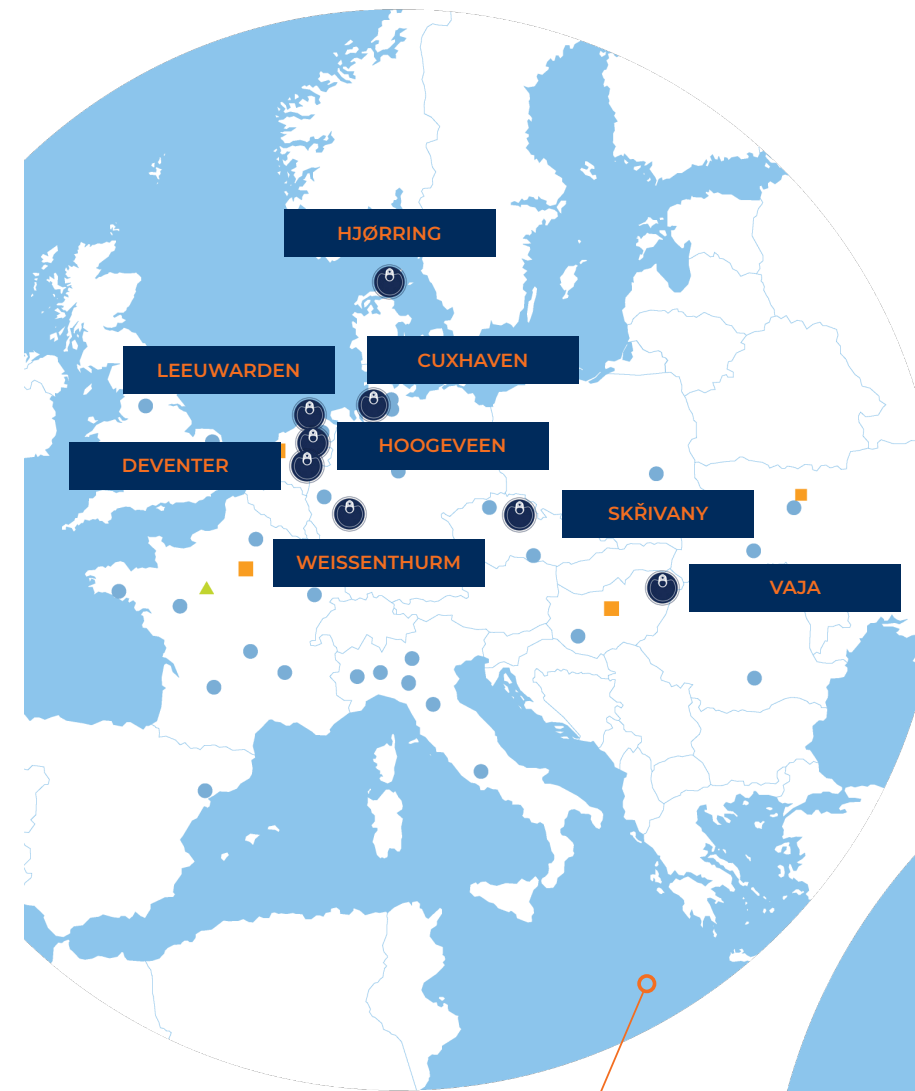 HJØRRING
LEEUWARDEN
CUXHAVEN
HOOGEVEEN
DEVENTER
SKŘIVANY
WEISSENTHURM
VAJA